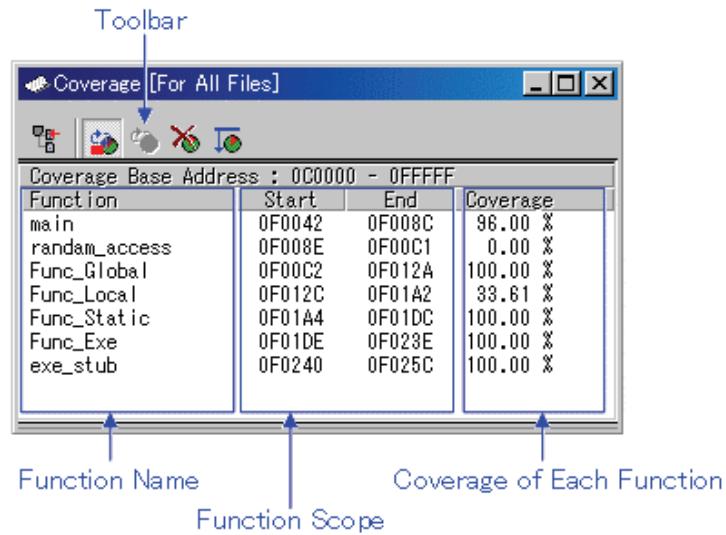 Toolbar
Coverage [For All Files]
Coverage Base Address : 0C0000 - 0FFFFF
Function Start End Coverage
main 0F0042 0F008C 96.00 %
randam_access 0F008E 0F00C1 0.00 %
Func_Global 0F00C2 0F012A 100.00 %
Func_Local 0F012C 0F01A2 33.61 %
Func_Static 0F01A4 0F01DC 100.00 %
Func_Exe 0F01DE 0F023E 100.00 %
exe_stub 0F0240 0F025C 100.00 %
Function Name
Coverage of Each Function
Function Scope